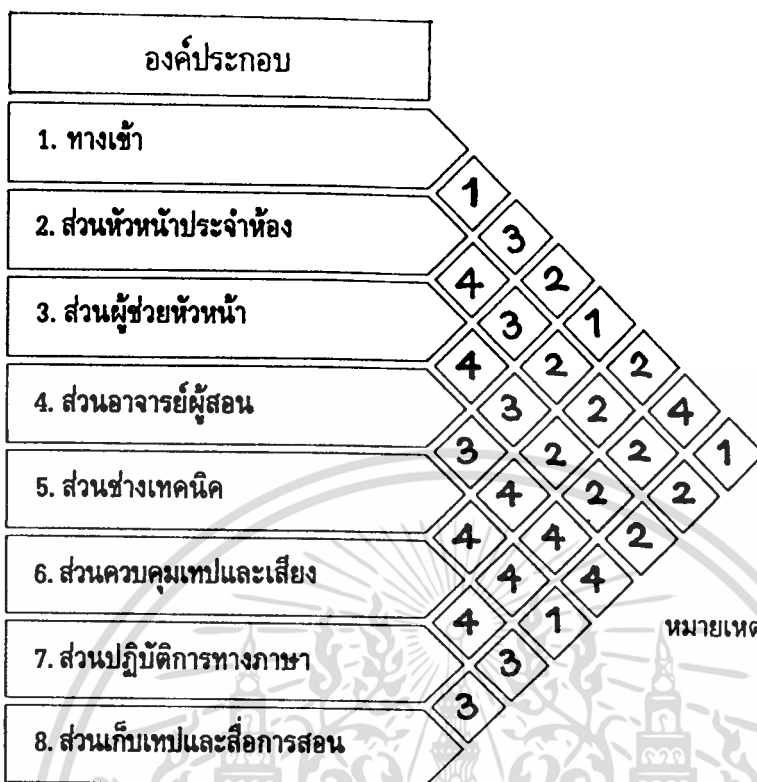 องค์ประกอบ
1. ทางเข้า
1
2. ส่วนหัวหน้าประจำห้อง 3
4 2
3. ส่วนผู้ช่วยหัวหน้า 3 1
4 2 2
4. ส่วนอาจารย์ผู้สอน 3 2 4
3 2 2 1
5. ส่วนช่างเทคนิค 4 2 2
4 4 2
6. ส่วนควบคุมเทปและเสียง 4 4
4 1 หมายเหต
7. ส่วนปฏิบัติการทางภาษา 3
3
8. ส่วนเก็บเทปและสื่อการสอน